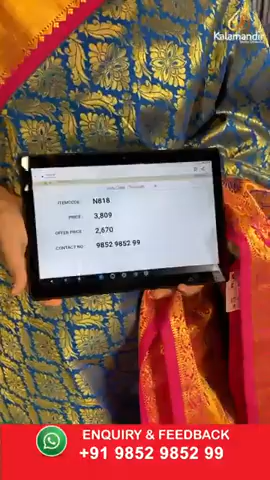 Kalamandir
ITEMCODE: N818
PRICE: 3,809
OFFER PRICE: 2,670
CONTACT NO: 9852 9852 99
ENQUIRY & FEEDBACK
+91 9852 9852 99